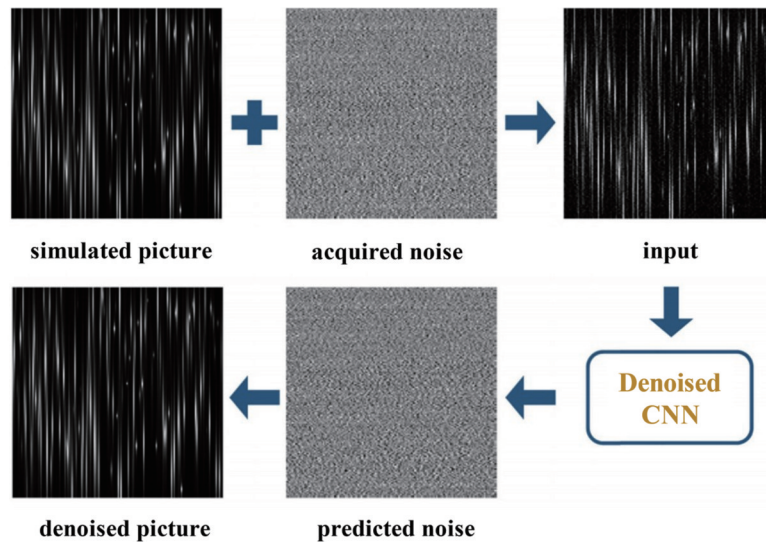 simulated picture
acquired noise
input
Denoised
CNN
denoised picture
predicted noise